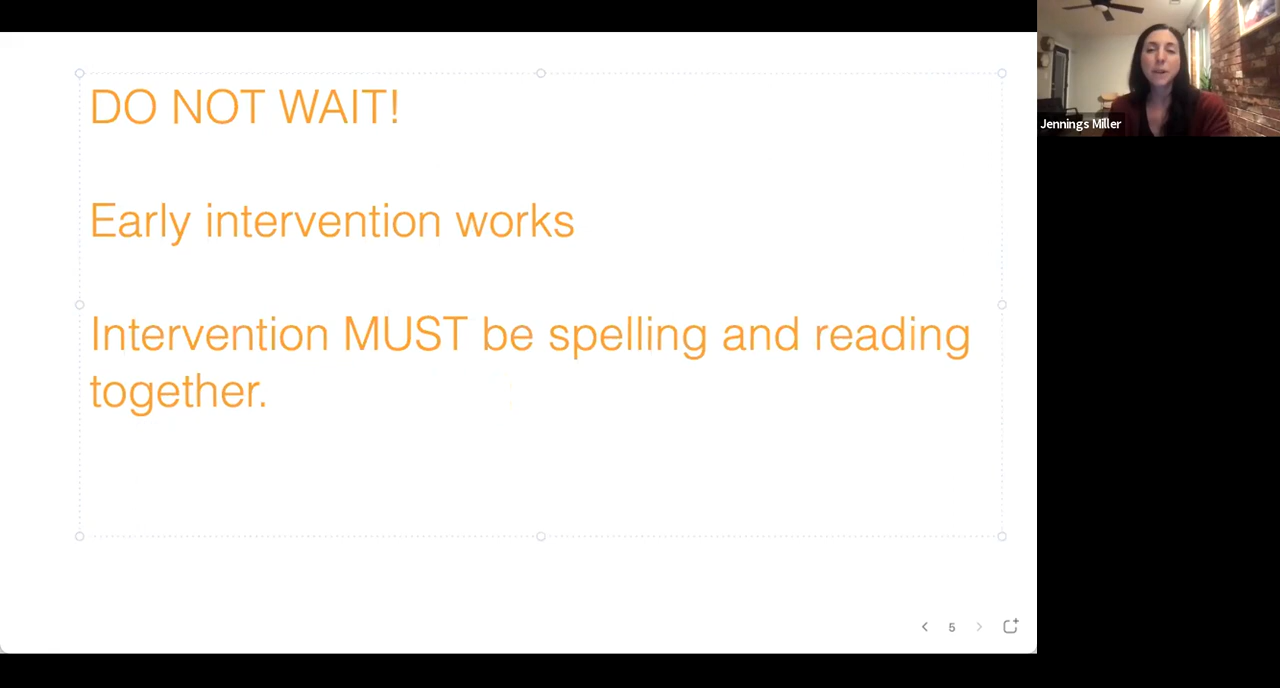 DO NOT WAIT!
Early intervention works
Intervention MUST be spelling and reading
together.
5
Jennings Miller